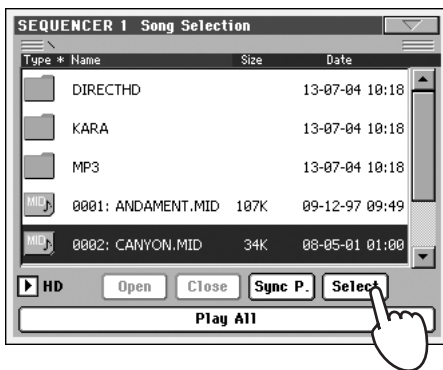 SEQUENCER 1 Song Selection
Type * Name Size Date
DIRECTHD 13-07-04 10:18
KARA 13-07-04 10:18
MP3 13-07-04 10:18
MID 0001: ANDAMENT.MID 107K 09-12-97 09:49
MID 0002: CANYON.MID 34K 08-05-01 01:00
HD Open Close Sync P. Select
Play All